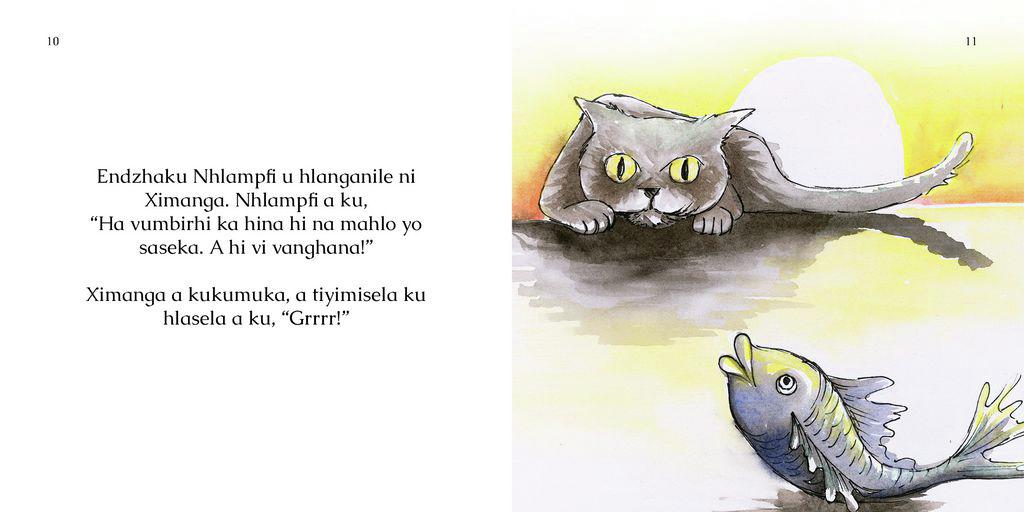 10
11
Endzhaku Nhlampfi u hlanganile ni
Ximanga. Nhlampfi a ku,
“Ha vumbirhi ka hina hi na mahlo yo
saseka. A hi vi vanghana!”
Ximanga a kukumuka, a tiyimisela ku
hlasela a ku, “Grrrr!”